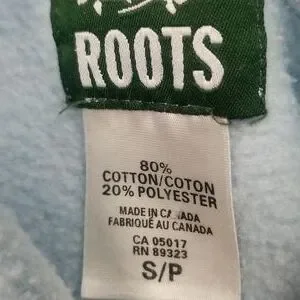 ROOTS
80%
COTTON/COTON
20% POLYESTER
MADE IN CANADA
FABRIQUÉ AU CANADA
CA 05017
RN 89323
S/P